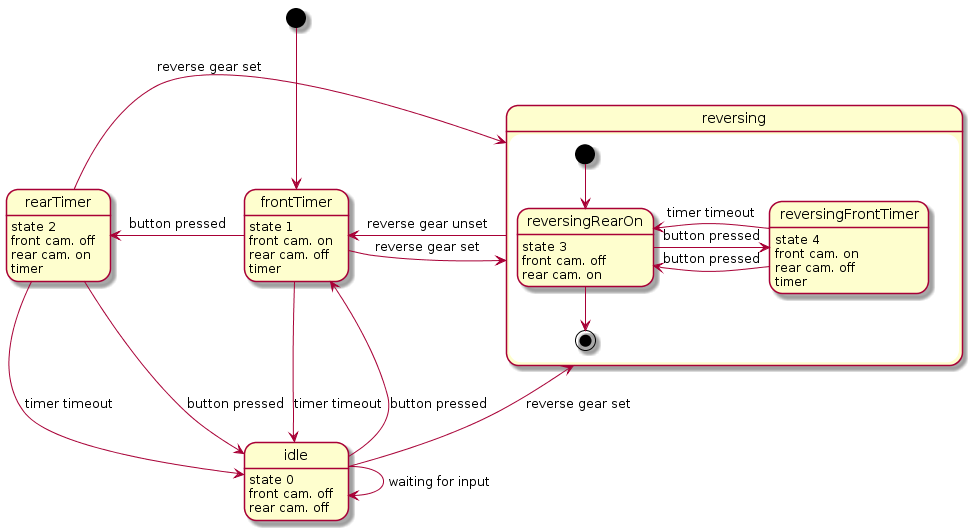 reverse gear set
reversing
rearTimer
state 2
front cam. off
rear cam. on
timer
button pressed
frontTimer
state 1
front cam. on
rear cam. off
timer
reverse gear unset
reverse gear set
reversingRearOn
state 3
front cam. off
rear cam. on
timer timeout
button pressed
button pressed
reversingFrontTimer
state 4
front cam. on
rear cam. off
timer
timer timeout
button pressed
timer timeout
button pressed
reverse gear set
idle
state 0
front cam. off
rear cam. off
waiting for input